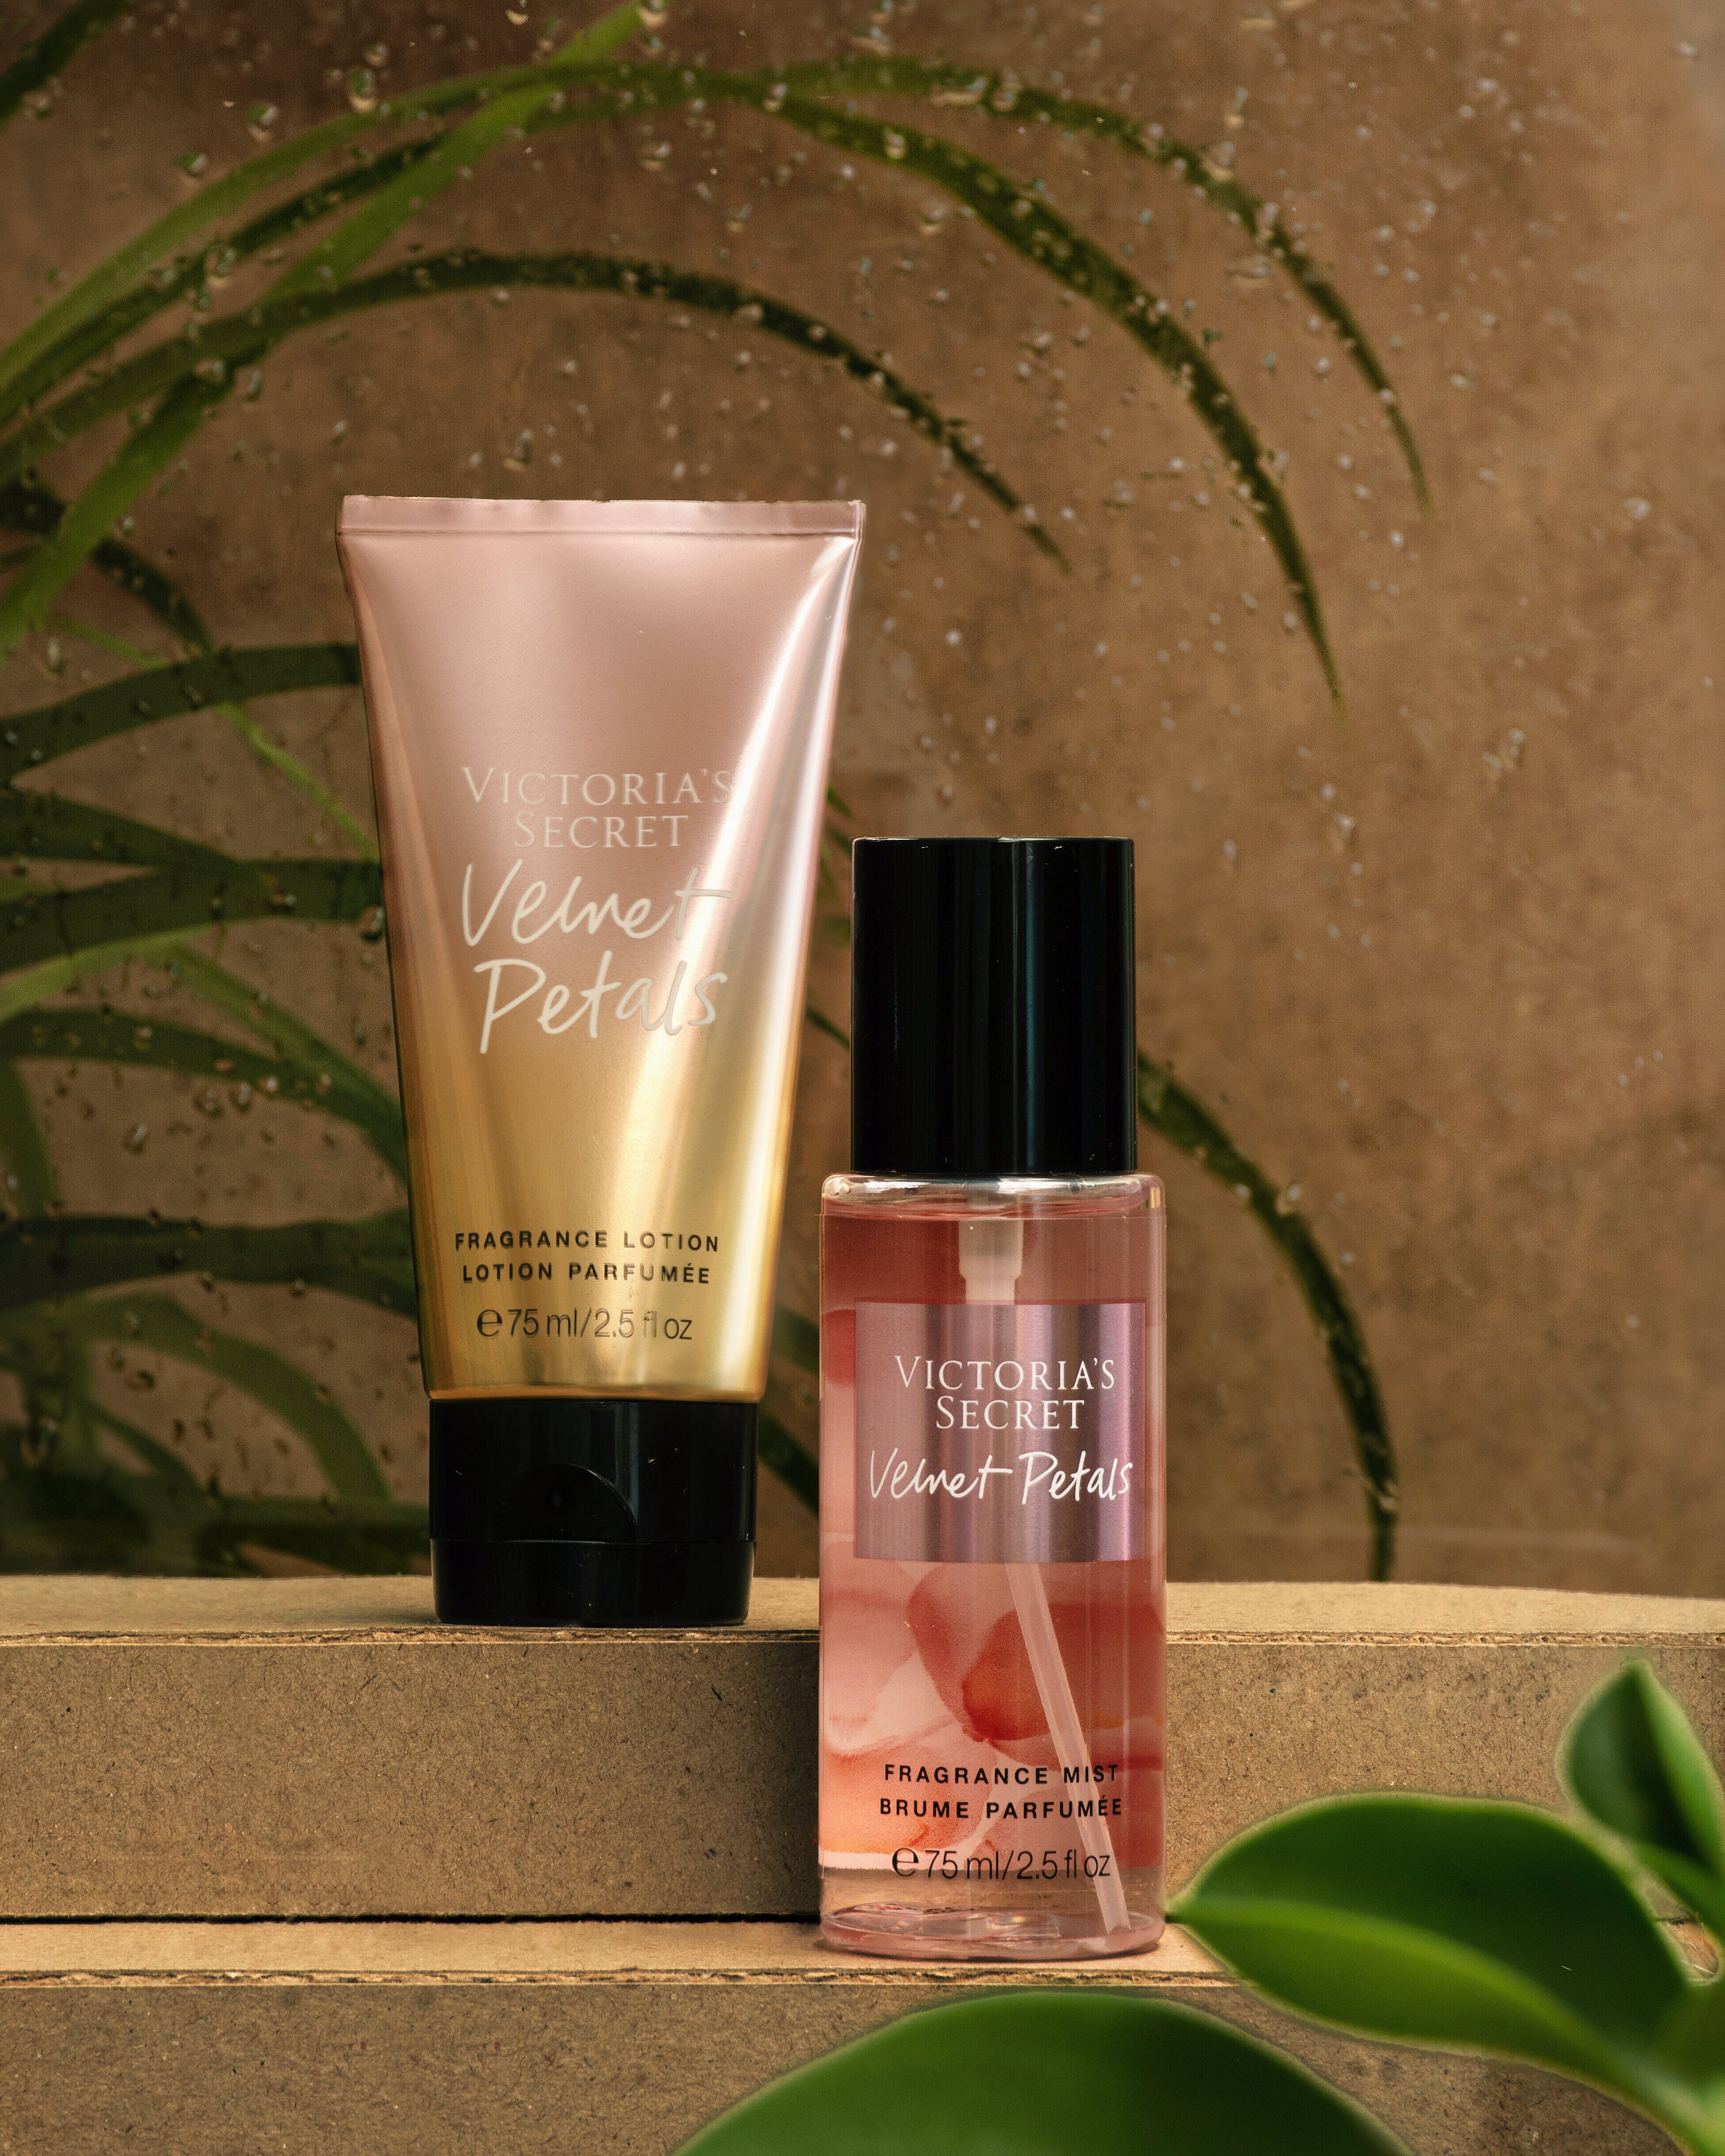 VICTORIA'S
SECRET
Velvet
Petals
FRAGRANCE LOTION
LOTION PARFUMÉE
℮75 ml/2.5 fl oz
VICTORIA'S
SECRET
Velvet Petals
FRAGRANCE MIST
BRUME PARFUMÉE
℮75 ml/2.5 fl oz